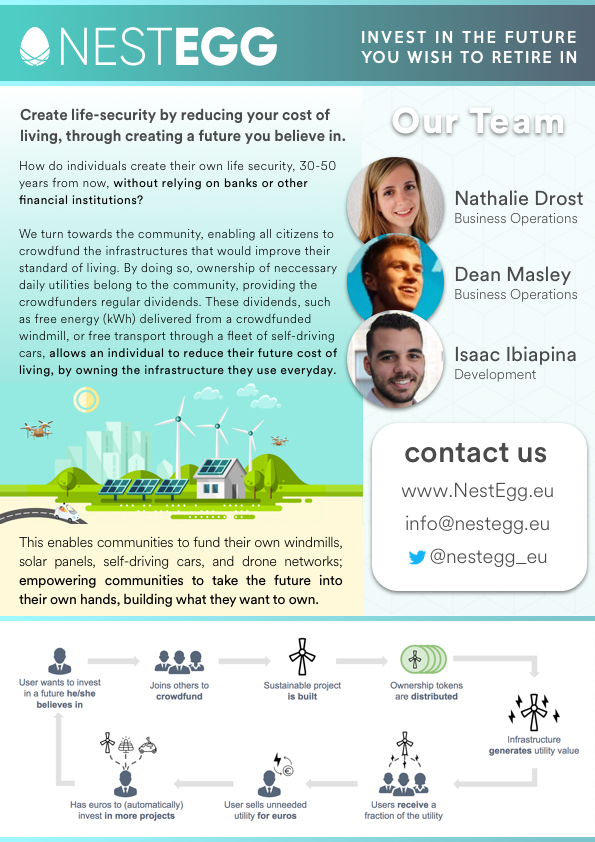 NESTEGG
INVEST IN THE FUTURE
YOU WISH TO RETIRE IN
Create life-security by reducing your cost of
living, through creating a future you believe in.
How do individuals create their own life security, 30-50
years from now, without relying on banks or other
financial institutions?
We turn towards the community, enabling all citizens to
crowdfund the infrastructures that would improve their
standard of living. By doing so, ownership of neccessary
daily utilities belong to the community, providing the
crowdfunders regular dividends. These dividends, such
as free energy (kWh) delivered from a crowdfunded
windmill, or free transport through a fleet of self-driving
cars, allows an individual to reduce their future cost of
living, by owning the infrastructure they use everyday.
This enables communities to fund their own windmills,
solar panels, self-driving cars, and drone networks;
empowering communities to take the future into
their own hands, building what they want to own.
Our Team
Nathalie Drost
Business Operations
Dean Masley
Business Operations
Isaac Ibiapina
Development
contact us
www.NestEgg.eu
info@nestegg.eu
@nestegg_eu
User wants to invest
in a future he/she
believes in
Joins others to
crowdfund
Sustainable project
is built
Ownership tokens
are distributed
Infrastructure
generates utility value
Users receive a
fraction of the utility
User sells unneeded
utility for euros
Has euros to (automatically)
invest in more projects